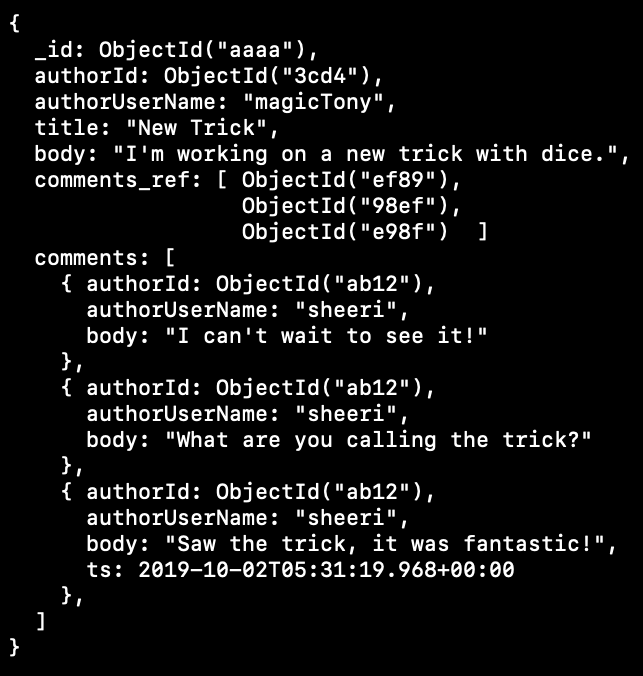 {
  _id: ObjectId("aaaa"),
  authorId: ObjectId("3cd4"),
  authorUserName: "magicTony",
  title: "New Trick",
  body: "I'm working on a new trick with dice.",
  comments_ref: [ ObjectId("ef89"),
                  ObjectId("98ef"),
                  ObjectId("e98f")  ]
  comments: [
    { authorId: ObjectId("ab12"),
      authorUserName: "sheeri",
      body: "I can't wait to see it!"
    },
    { authorId: ObjectId("ab12"),
      authorUserName: "sheeri",
      body: "What are you calling the trick?"
    },
    { authorId: ObjectId("ab12"),
      authorUserName: "sheeri",
      body: "Saw the trick, it was fantastic!",
      ts: 2019-10-02T05:31:19.968+00:00
    },
  ]
}